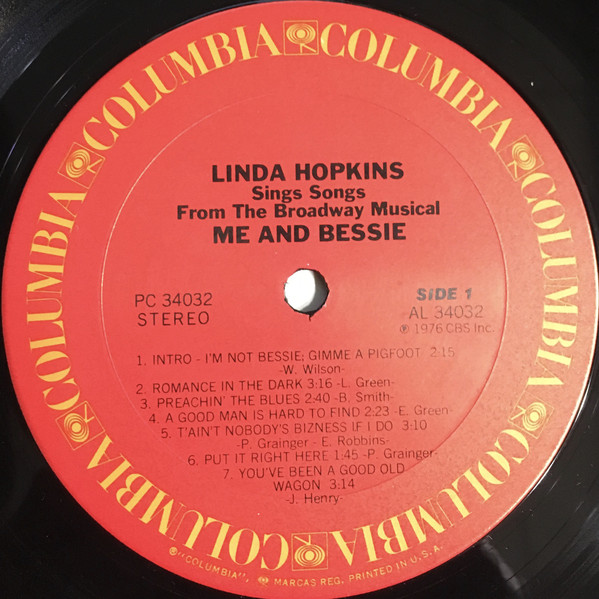 COLUMBIA COLUMBIA COLUMBIA COLUMBIA COLUMBIA COLUMBIA
LINDA HOPKINS
Sings Songs
From The Broadway Musical
ME AND BESSIE
PC 34032
STEREO
SIDE 1
AL 34032
℗ 1976 CBS Inc.
1. INTRO - I'M NOT BESSIE; GIMME A PIGFOOT 2:15
-W. Wilson-
2. ROMANCE IN THE DARK 3:16 -L. Green-
3. PREACHIN' THE BLUES 2:40 -B. Smith-
4. A GOOD MAN IS HARD TO FIND 2:23 -E. Green-
5. T'AIN'T NOBODY'S BIZNESS IF I DO 3:10
-P. Grainger - E. Robbins-
6. PUT IT RIGHT HERE 1:45 -P. Grainger-
7. YOU'VE BEEN A GOOD OLD
WAGON 3:14
-J. Henry-
®"COLUMBIA", MARCAS REG. PRINTED IN U.S.A.